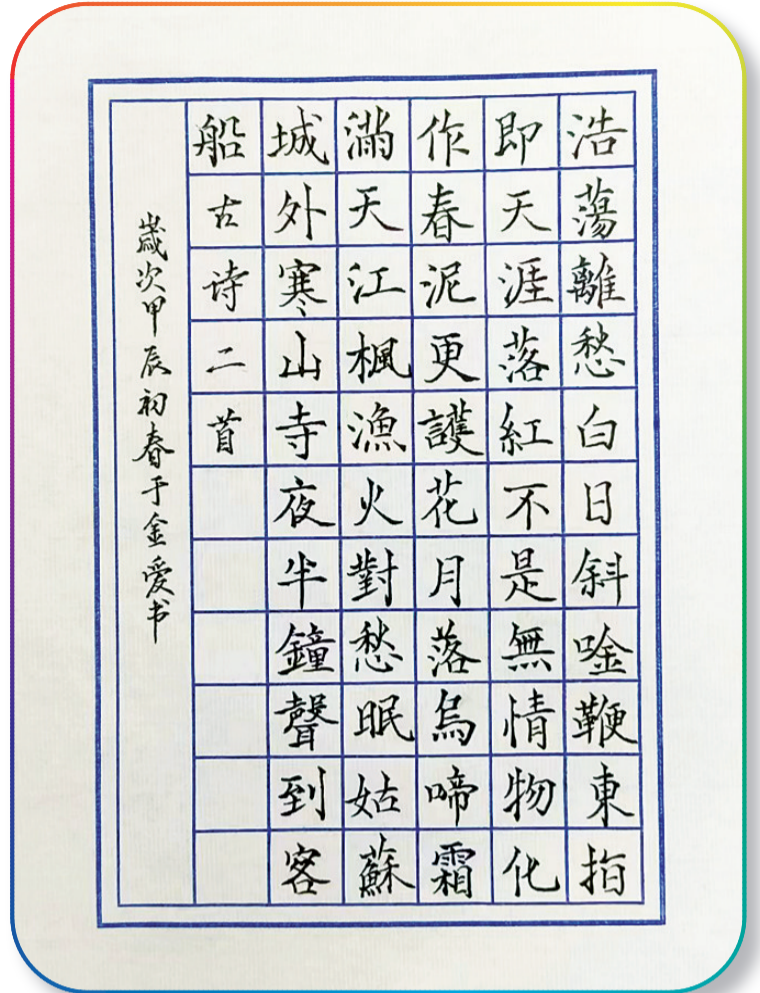 浩蕩離愁白日斜唫鞭東指
即天涯落紅不是無情物化
作春泥更護花月落烏啼霜
滿天江楓漁火對愁眠姑蘇
城外寒山寺夜半鐘聲到客
船古诗二首
歲次甲辰初春于金愛书